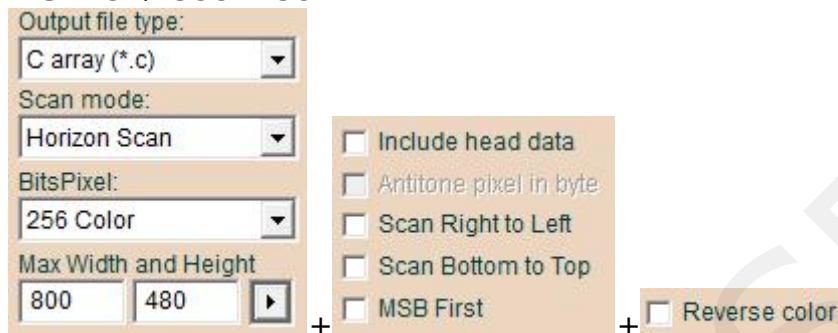 Output file type:
C array (*.c)
Scan mode:
Horizon Scan
BitsPixel:
256 Color
Max Width and Height
800 480
+
Include head data
Antitone pixel in byte
Scan Right to Left
Scan Bottom to Top
MSB First
+
Reverse color